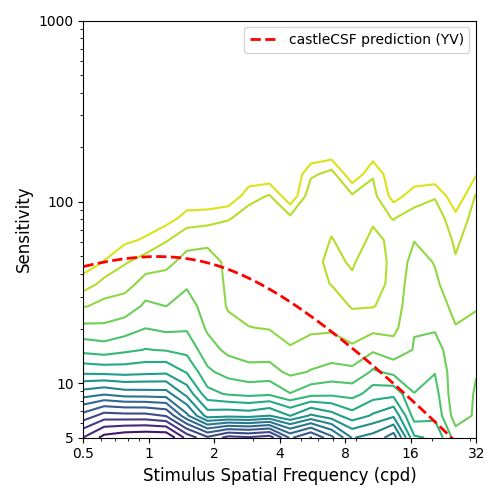 1000
castleCSF prediction (YV)
100
Sensitivity
10
5
0.5 1 2 4 8 16 32
Stimulus Spatial Frequency (cpd)